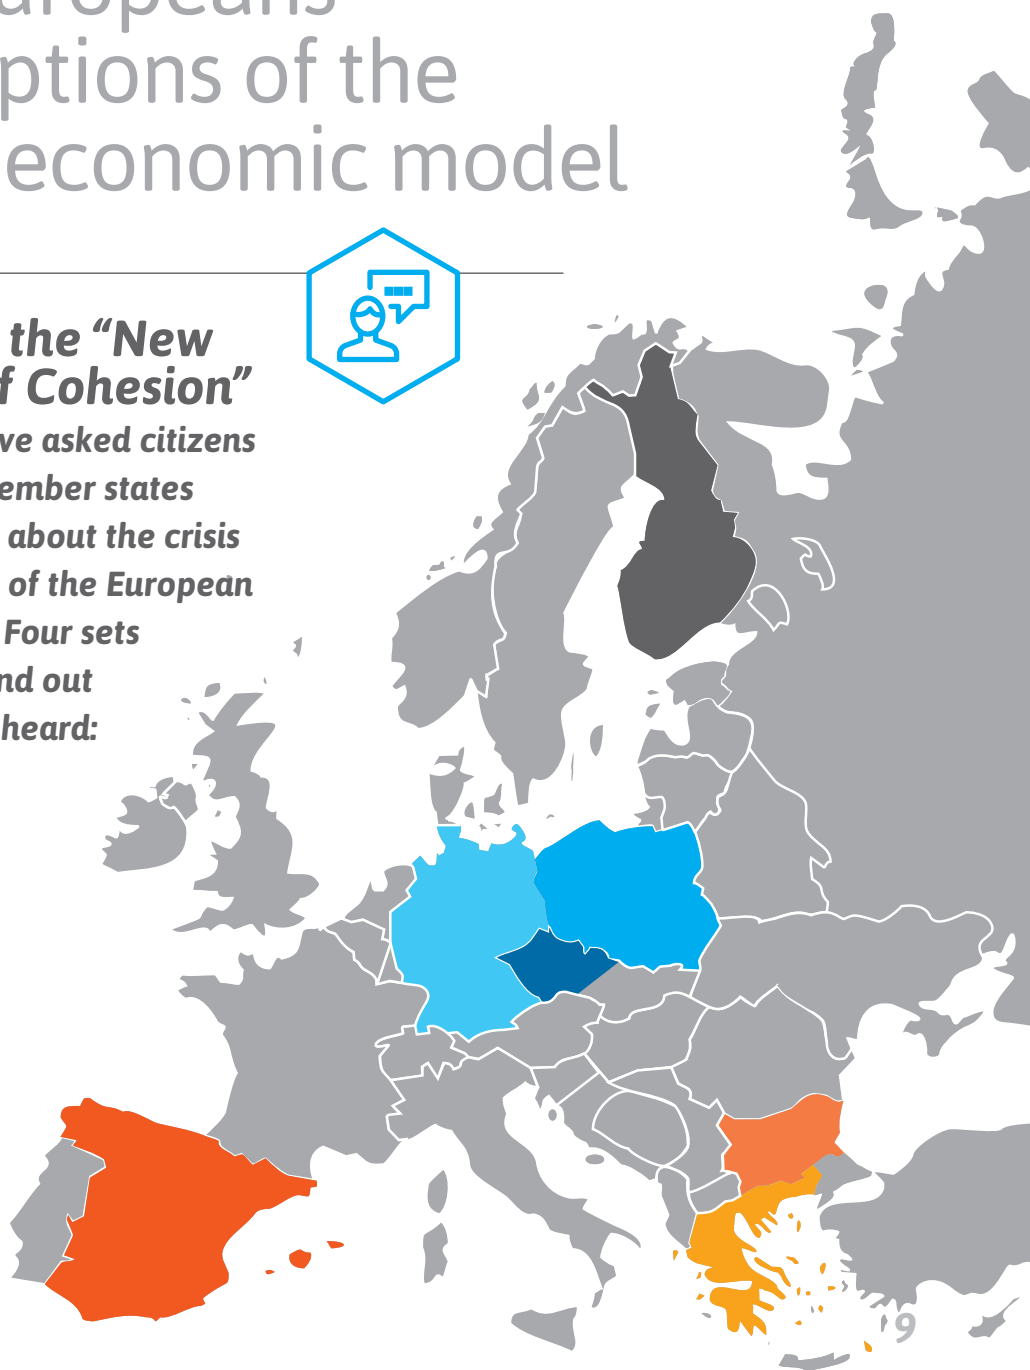 uropeans
ptions of the
economic model
the “New
f Cohesion”
ve asked citizens
ember states
about the crisis
of the European
Four sets
nd out
heard:
9